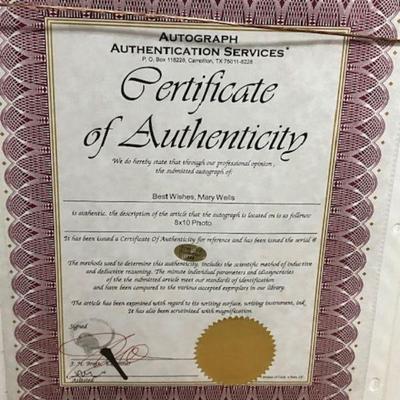 AUTOGRAPH
AUTHENTICATION SERVICES*
P. O. Box 118228, Carrollton, TX 75011-8228
Certificate
of Authenticity
We do hereby state that through our professional opinion,
the submitted autograph of:
Best Wishes, Mary Wells
is authentic, the description of the article that the autograph is located on is as follows:
8x10 Photo
It has been issued a Certificate Of Authenticity for reference and has been issued the serial #
The methods used to determine this authenticity, includes the scientific method of inductive
and deductive reasoning. The minute individual parameters and idiosyncrasies
of the the submitted article meet our standards of identification
and have been compared to the various accepted exemplars in our library.
The article has been examined with regard to its writing surface, writing instrument, ink.
It has also been scrutinized with magnification.
Signed
Attested